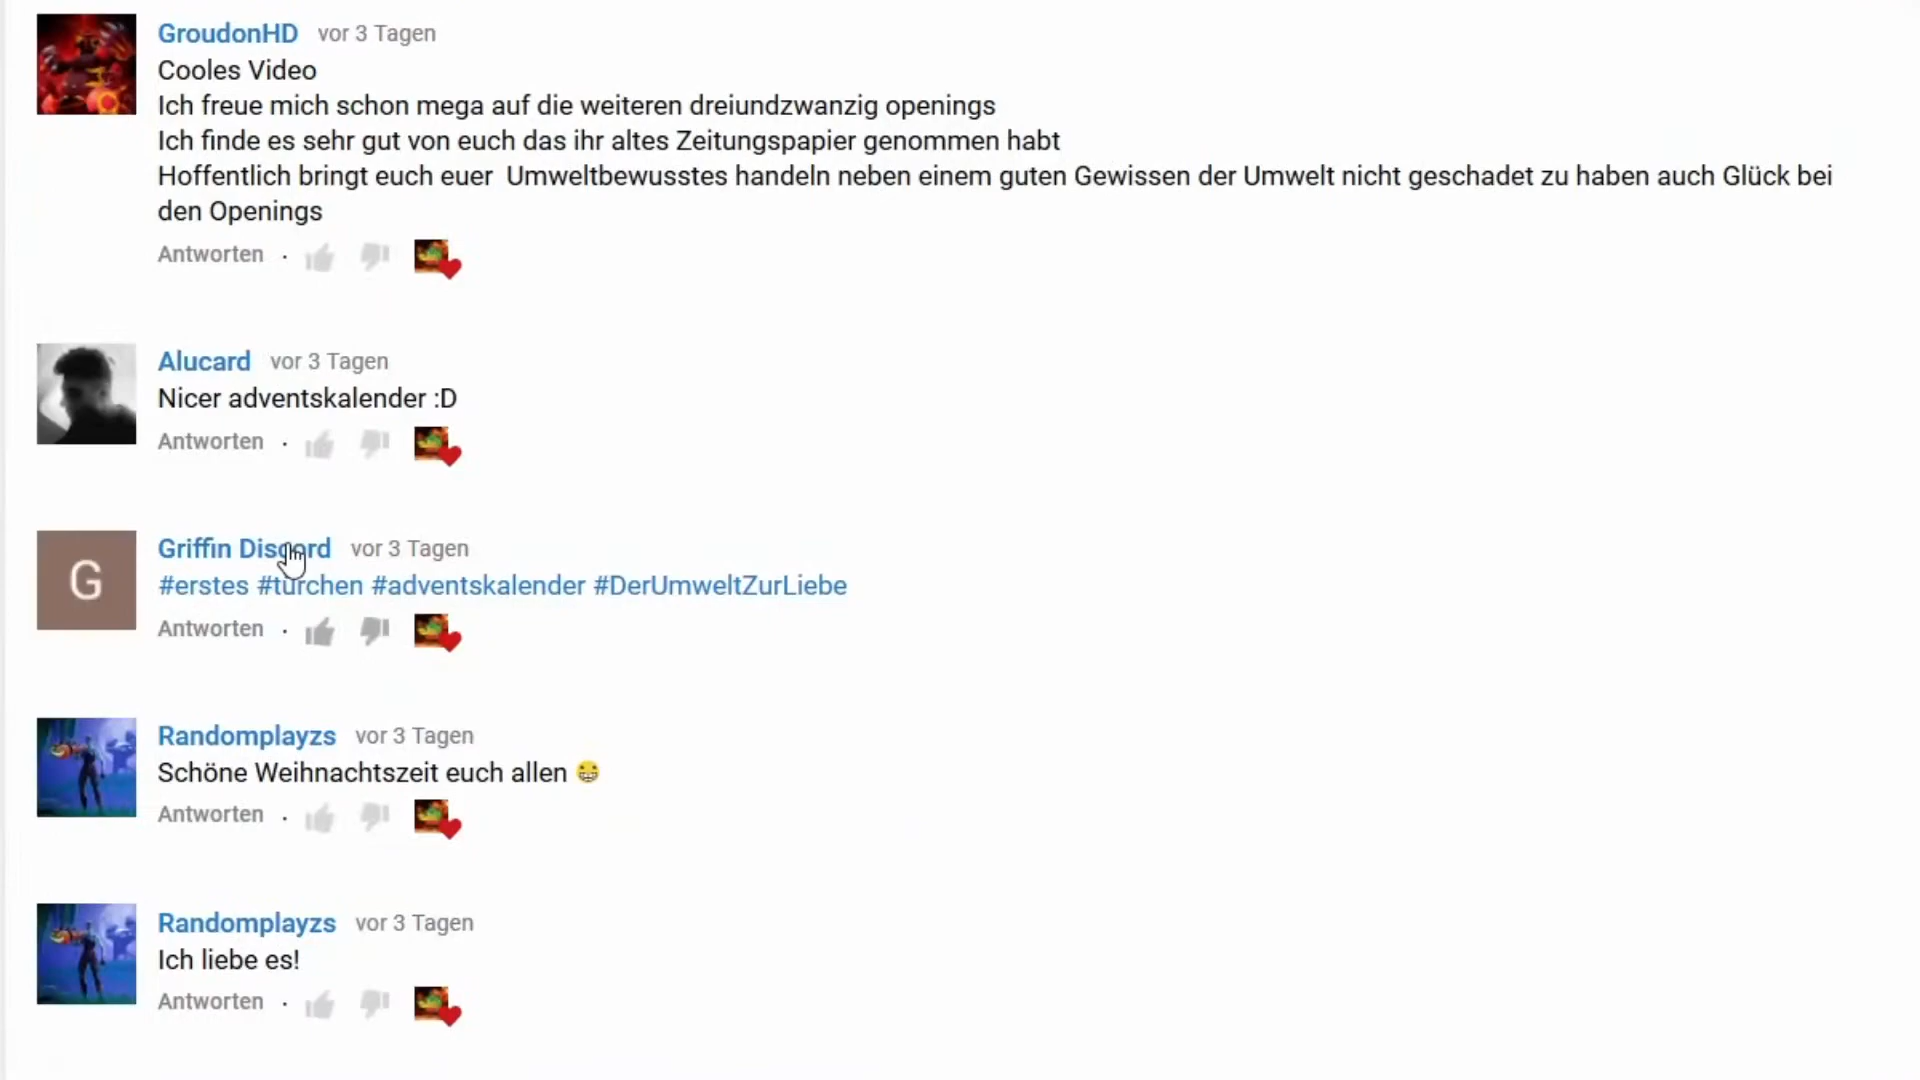 GroudonHD vor 3 Tagen
Cooles Video
Ich freue mich schon mega auf die weiteren dreiundzwanzig openings
Ich finde es sehr gut von euch das ihr altes Zeitungspapier genommen habt
Hoffentlich bringt euch euer  Umweltbewusstes handeln neben einem guten Gewissen der Umwelt nicht geschadet zu haben auch Glück bei
den Openings
Antworten ·
Alucard vor 3 Tagen
Nicer adventskalender :D
Antworten ·
G
Griffin Discord vor 3 Tagen
#erstes #türchen #adventskalender #DerUmweltZurLiebe
Antworten ·
Randomplayzs vor 3 Tagen
Schöne Weihnachtszeit euch allen 😁
Antworten ·
Randomplayzs vor 3 Tagen
Ich liebe es!
Antworten ·